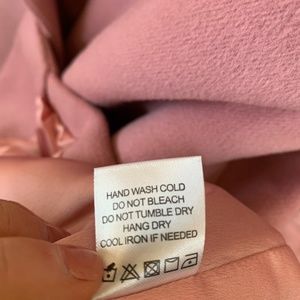 HAND WASH COLD
DO NOT BLEACH
DO NOT TUMBLE DRY
HANG DRY
COOL IRON IF NEEDED